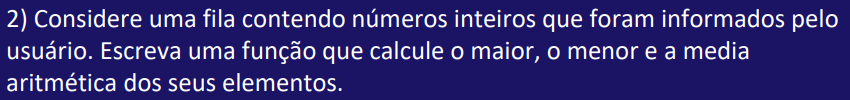 2) Considere uma fila contendo números inteiros que foram informados pelo
usuário. Escreva uma função que calcule o maior, o menor e a media
aritmética dos seus elementos.